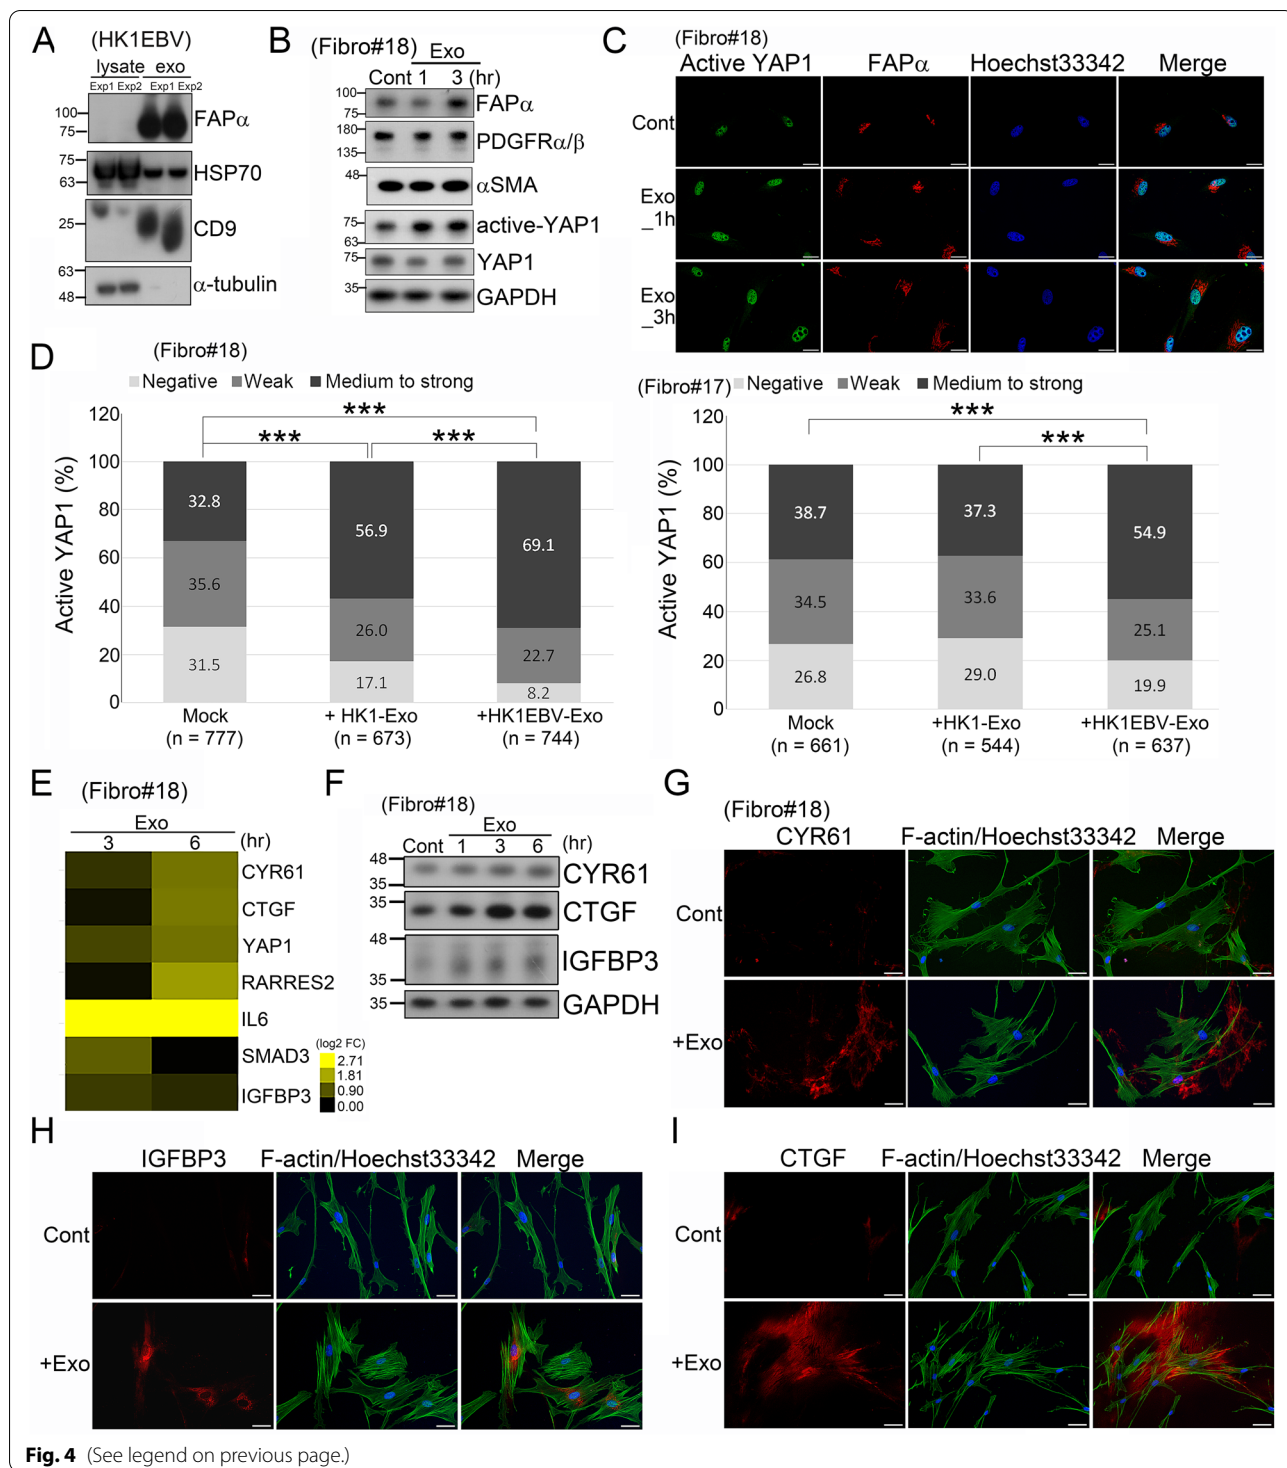 A
(HK1EBV)
lysate exo
Exp1 Exp2 Exp1 Exp2
100
75
FAPα
75
63
HSP70
25
CD9
63
48
α-tubulin
B
(Fibro#18) Exo
Cont 1 3 (hr)
100
75
FAPα
180
135
PDGFRα/β
48
αSMA
75
63
active-YAP1
75
YAP1
35
GAPDH
C
(Fibro#18)
Active YAP1 FAPα Hoechst33342 Merge
Cont
Exo
_1h
Exo
_3h
D
(Fibro#18)
Negative Weak Medium to strong
Active YAP1 (%)
120
100
80
60
40
20
0
***
*** ***
32.8
35.6
31.5
56.9
26.0
17.1
69.1
22.7
8.2
Mock + HK1-Exo +HK1EBV-Exo
(n = 777) (n = 673) (n = 744)
(Fibro#17) Negative Weak Medium to strong
Active YAP1 (%)
120
100
80
60
40
20
0
***
***
38.7
34.5
26.8
37.3
33.6
29.0
54.9
25.1
19.9
Mock +HK1-Exo +HK1EBV-Exo
(n = 661) (n = 544) (n = 637)
E
(Fibro#18)
Exo
3 6 (hr)
CYR61
CTGF
YAP1
RARRES2
IL6
SMAD3
IGFBP3
(log2 FC)
2.71
1.81
0.90
0.00
F
(Fibro#18)
Exo
Cont 1 3 6 (hr)
48
35
CYR61
35
CTGF
48
35
IGFBP3
35
GAPDH
G
(Fibro#18)
CYR61 F-actin/Hoechst33342 Merge
Cont
+Exo
H
IGFBP3 F-actin/Hoechst33342 Merge
Cont
+Exo
I
CTGF F-actin/Hoechst33342 Merge
Cont
+Exo
Fig. 4 (See legend on previous page.)